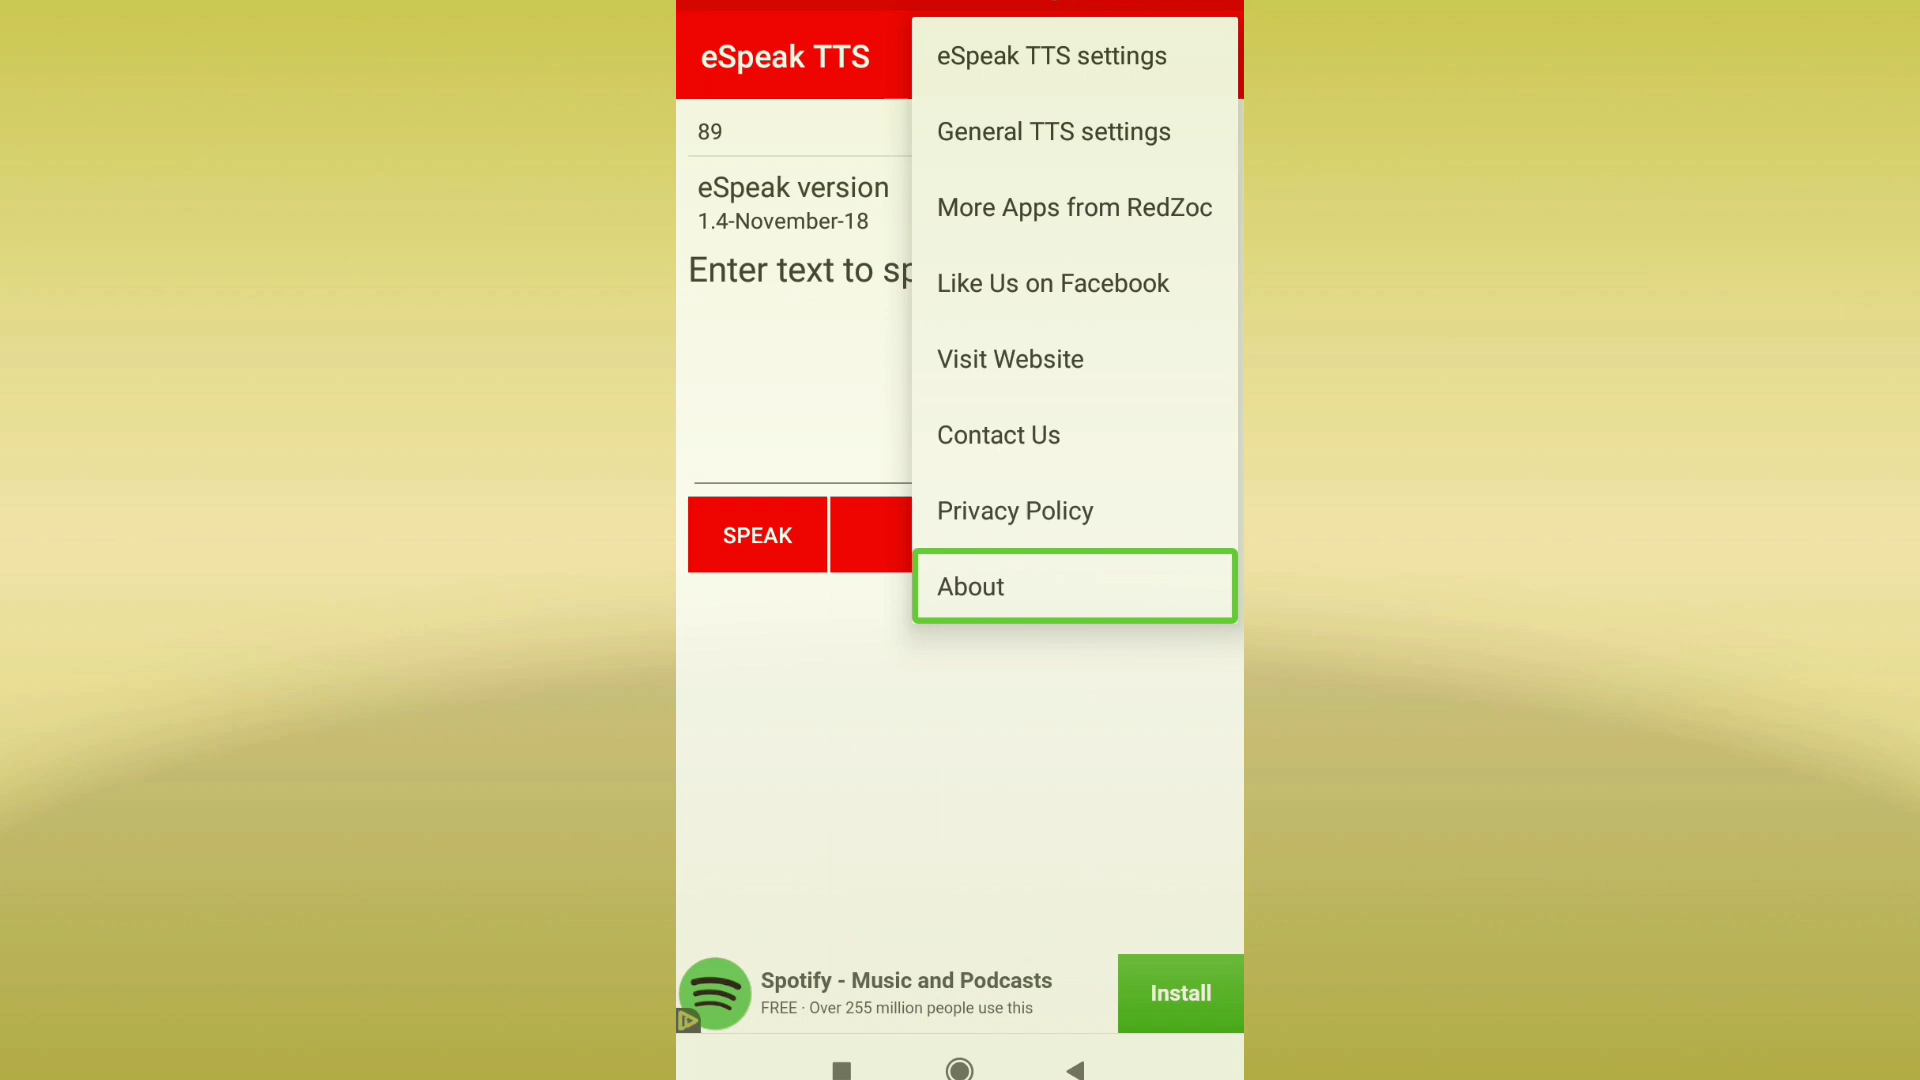 eSpeak TTS
89
eSpeak version
1.4-November-18
Enter text to sp
SPEAK
eSpeak TTS settings
General TTS settings
More Apps from RedZoc
Like Us on Facebook
Visit Website
Contact Us
Privacy Policy
About
Spotify - Music and Podcasts
FREE · Over 255 million people use this
Install